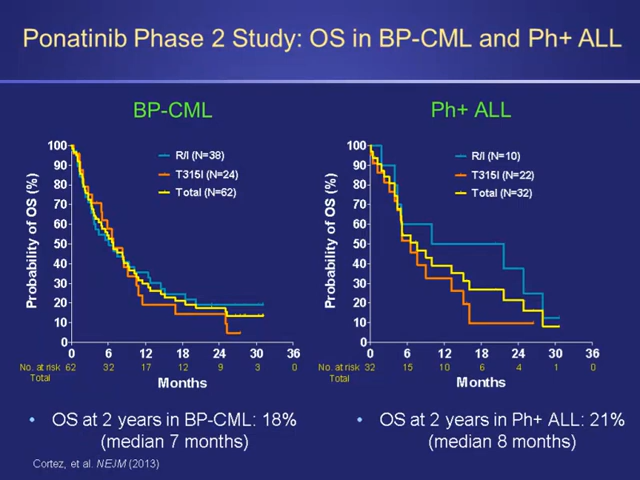 Ponatinib Phase 2 Study: OS in BP-CML and Ph+ ALL
BP-CML
Probability of OS (%)
100
90
80
70
60
50
40
30
20
10
0
R/I (N=38)
T315I (N=24)
Total (N=62)
0 6 12 18 24 30 36
No. at risk
Total
62 32 17 12 9 3 0
Months
Ph+ ALL
Probability of OS (%)
100
90
80
70
60
50
40
30
20
10
0
R/I (N=10)
T315I (N=22)
Total (N=32)
0 6 12 18 24 30 36
No. at risk
Total
32 15 10 6 4 1 0
Months
• OS at 2 years in BP-CML: 18%
(median 7 months)
• OS at 2 years in Ph+ ALL: 21%
(median 8 months)
Cortez, et al. NEJM (2013)